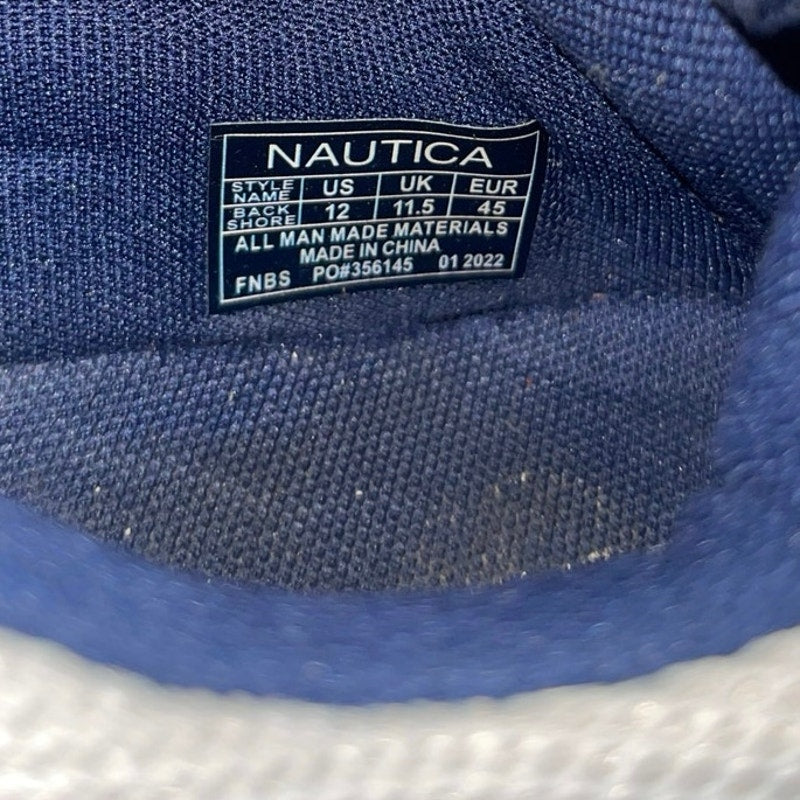 NAUTICA
STYLE NAME US UK EUR
BACK SHORE 12 11.5 45
ALL MAN MADE MATERIALS
MADE IN CHINA
FNBS PO#356145 01 2022